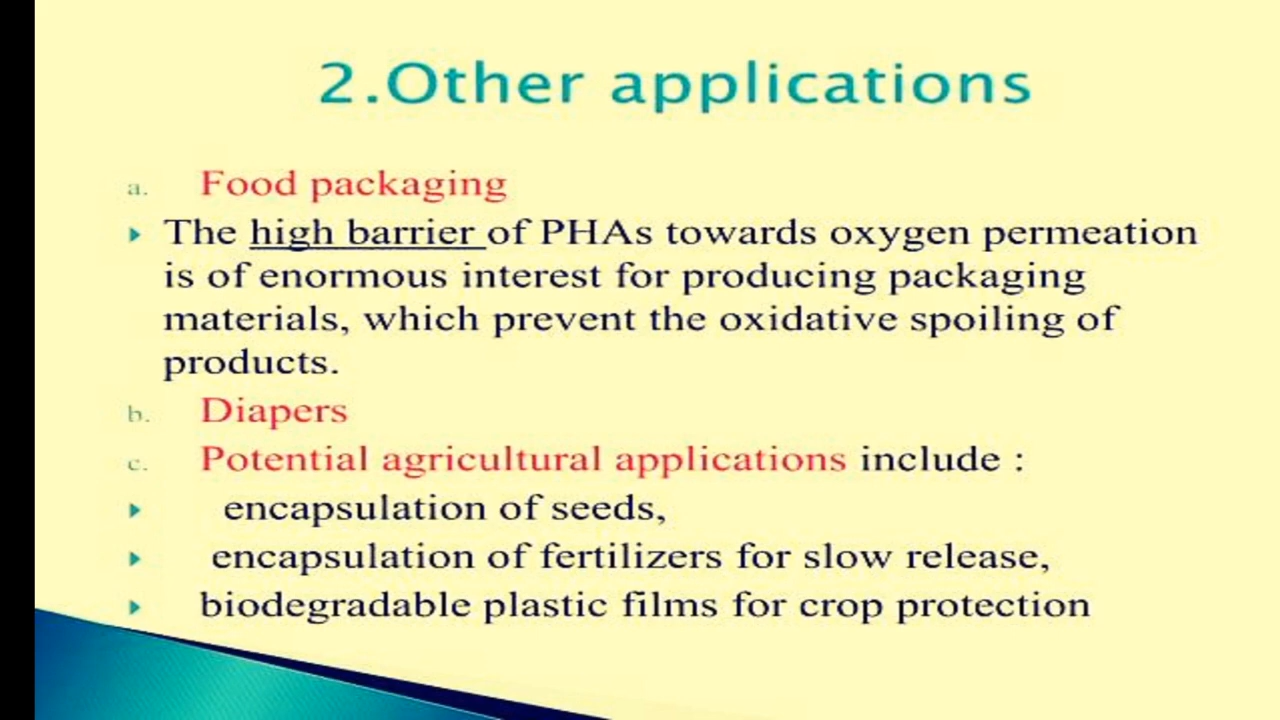 2.Other applications
a. Food packaging
The high barrier of PHAs towards oxygen permeation
is of enormous interest for producing packaging
materials, which prevent the oxidative spoiling of
products.
b. Diapers
c. Potential agricultural applications include :
encapsulation of seeds,
encapsulation of fertilizers for slow release,
biodegradable plastic films for crop protection